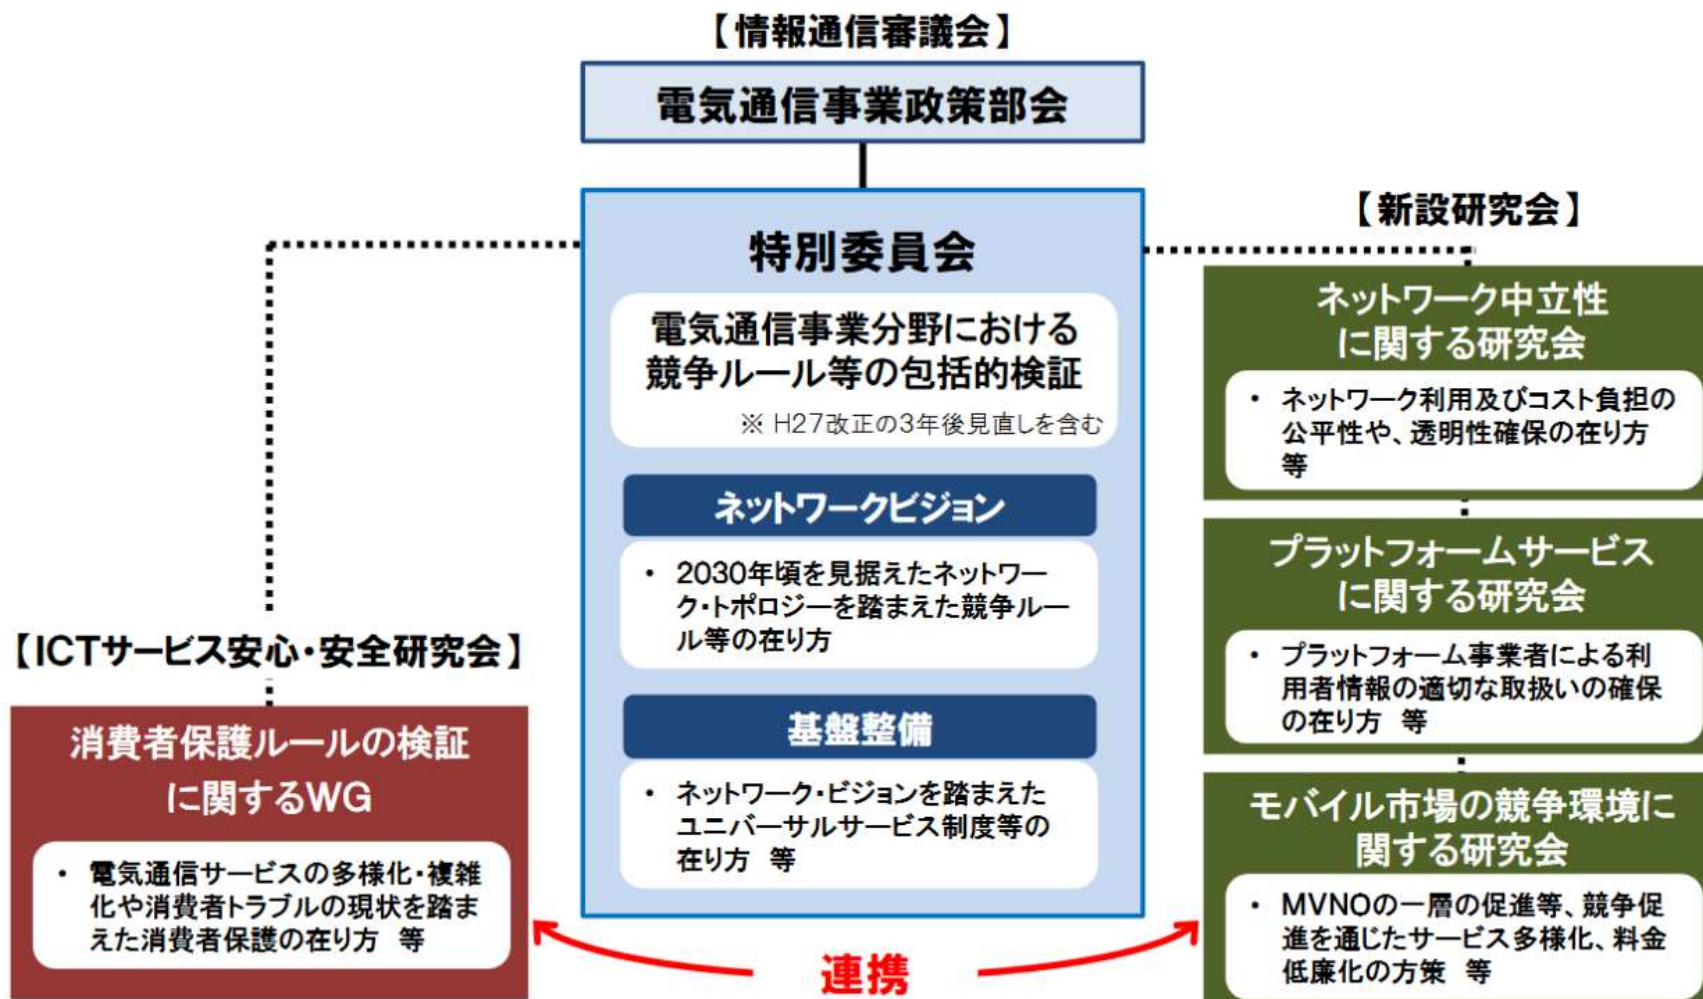 【情報通信審議会】
電気通信事業政策部会
特別委員会
電気通信事業分野における
競争ルール等の包括的検証
※ H27改正の3年後見直しを含む
ネットワークビジョン
・ 2030年頃を見据えたネットワー
ク・トポロジーを踏まえた競争ルー
ル等の在り方
基盤整備
・ ネットワーク・ビジョンを踏まえた
ユニバーサルサービス制度等の
在り方 等
【ICTサービス安心・安全研究会】
消費者保護ルールの検証
に関するWG
・ 電気通信サービスの多様化・複雑
化や消費者トラブルの現状を踏ま
えた消費者保護の在り方 等
【新設研究会】
ネットワーク中立性
に関する研究会
・ ネットワーク利用及びコスト負担の
公平性や、透明性確保の在り方
等
プラットフォームサービス
に関する研究会
・ プラットフォーム事業者による利
用者情報の適切な取扱いの確保
の在り方 等
モバイル市場の競争環境に
関する研究会
・ MVNOの一層の促進等、競争促
進を通じたサービス多様化、料金
低廉化の方策 等
連携